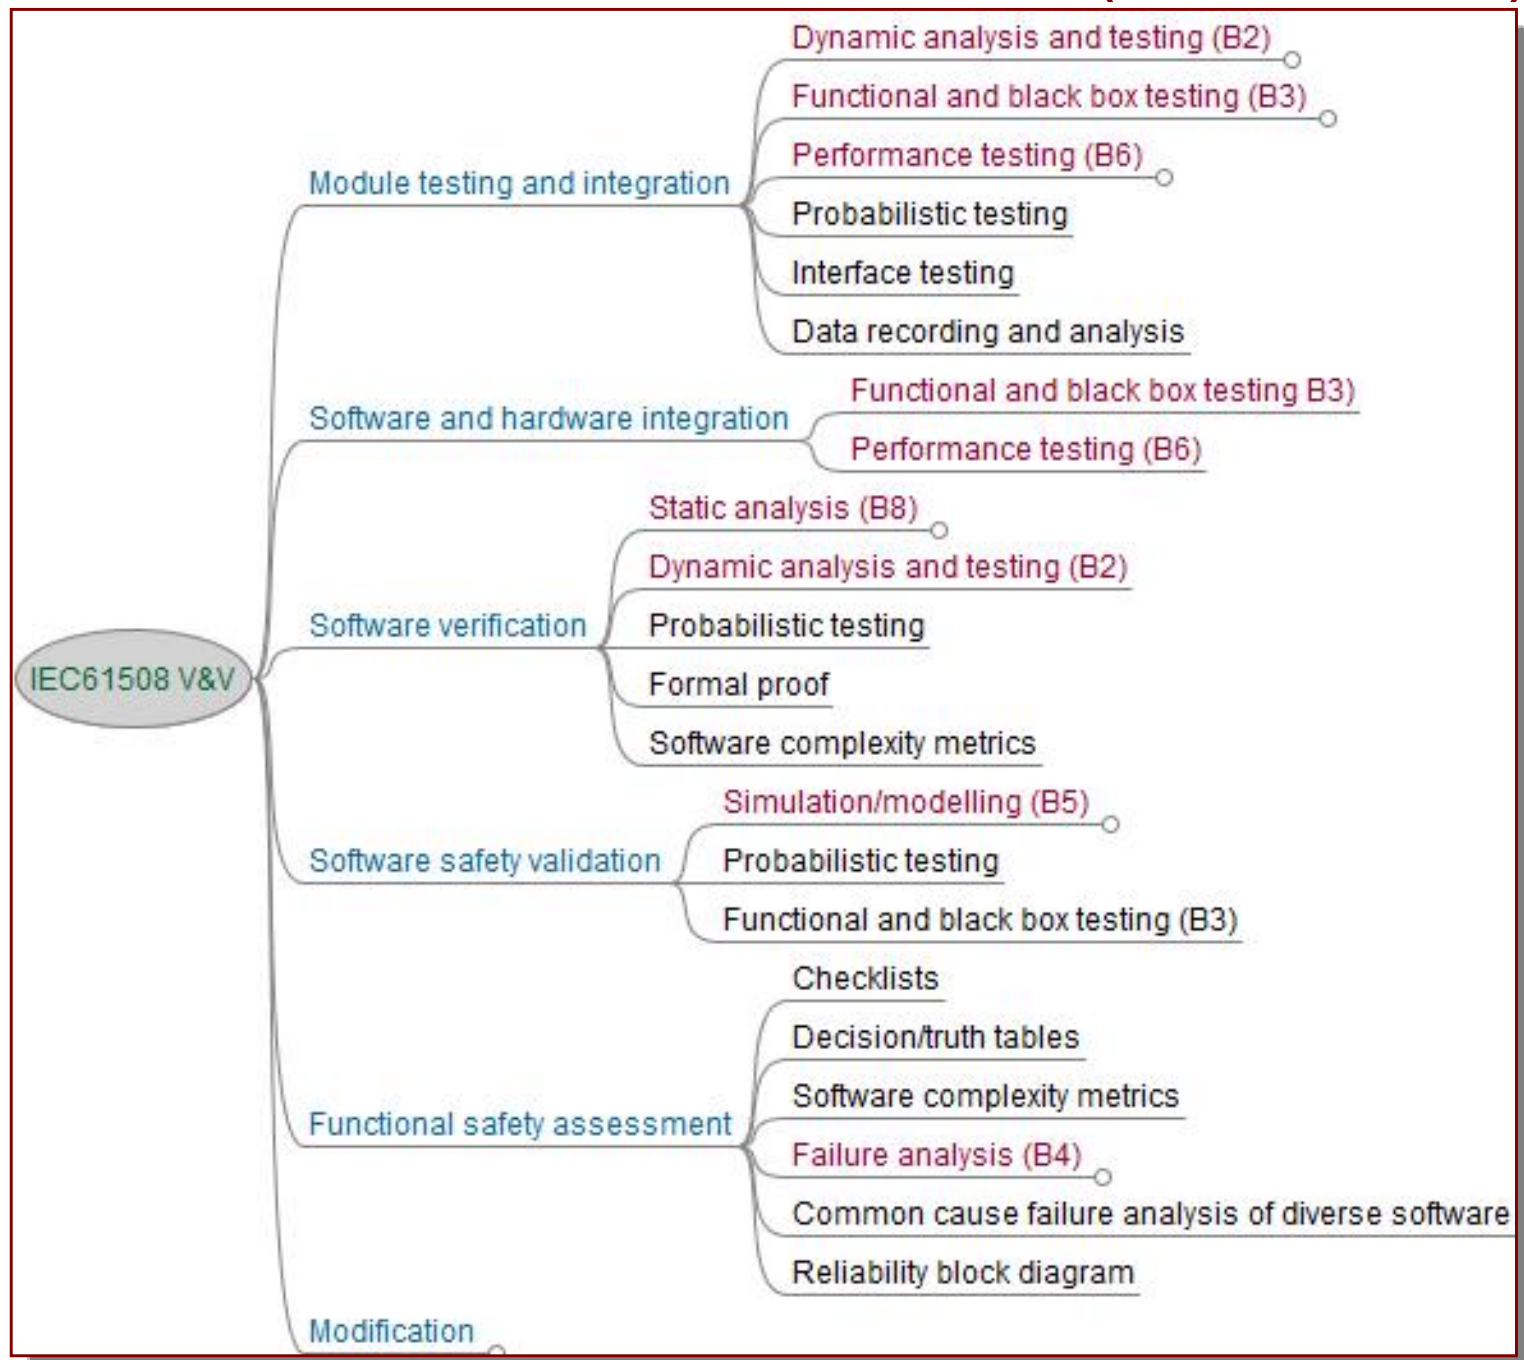 Dynamic analysis and testing (B2)
Functional and black box testing (B3)
Performance testing (B6)
Module testing and integration
Probabilistic testing
Interface testing
Data recording and analysis
Functional and black box testing B3)
Software and hardware integration
Performance testing (B6)
Static analysis (B8)
Dynamic analysis and testing (B2)
Software verification
Probabilistic testing
IEC61508 V&V
Formal proof
Software complexity metrics
Simulation/modelling (B5)
Software safety validation
Probabilistic testing
Functional and black box testing (B3)
Checklists
Decision/truth tables
Software complexity metrics
Functional safety assessment
Failure analysis (B4)
Common cause failure analysis of diverse software
Reliability block diagram
Modification